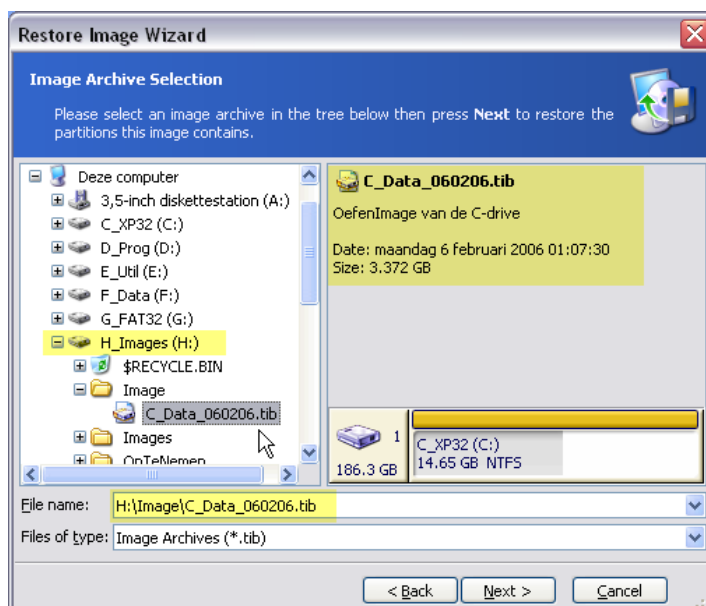 Restore Image Wizard
Image Archive Selection
Please select an image archive in the tree below then press Next to restore the
partitions this image contains.
Deze computer
3,5-inch diskettestation (A:)
C_XP32 (C:)
D_Prog (D:)
E_Util (E:)
F_Data (F:)
G_FAT32 (G:)
H_Images (H:)
$RECYCLE.BIN
Image
C_Data_060206.tib
Images
OpTeNemen
C_Data_060206.tib
OefenImage van de C-drive
Date: maandag 6 februari 2006 01:07:30
Size: 3.372 GB
1
186.3 GB
C_XP32 (C:)
14.65 GB NTFS
File name: H:\Image\C_Data_060206.tib
Files of type: Image Archives (*.tib)
< Back Next > Cancel